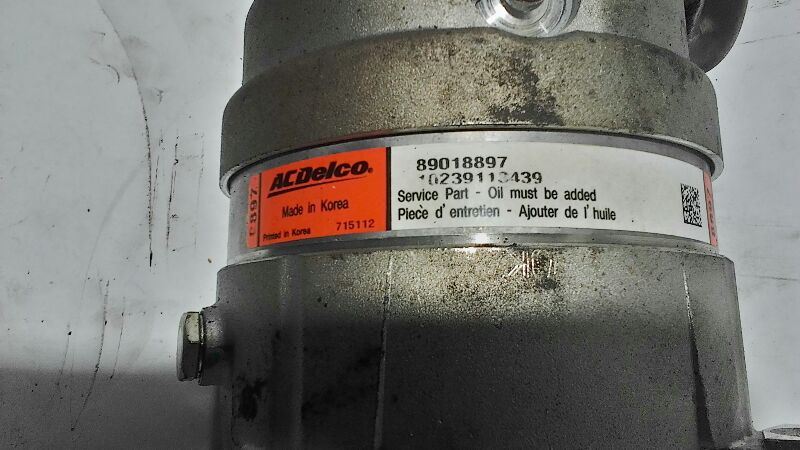 ACDelco®
Made in Korea
Printed in Korea 715112
89018897
10239113439
Service Part - Oil must be added
Pièce d' entretien - Ajouter de l' huile